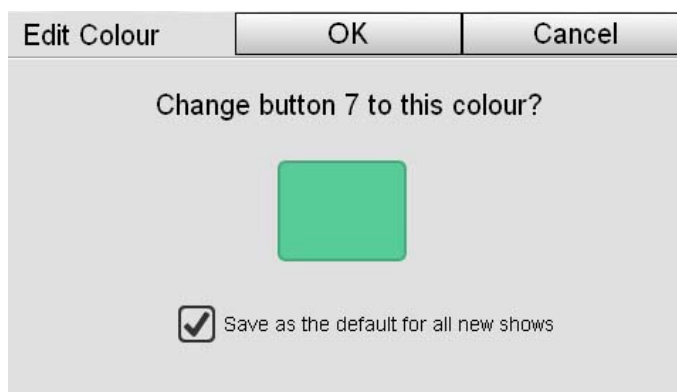 Edit Colour OK Cancel
Change button 7 to this colour?
Save as the default for all new shows